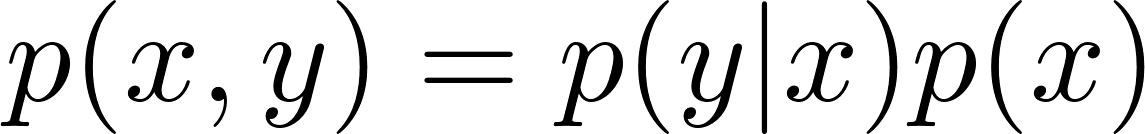 p(x, y) = p(y|x)p(x)